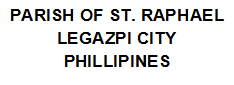 PARISH OF ST. RAPHAEL
LEGAZPI CITY
PHILLIPINES